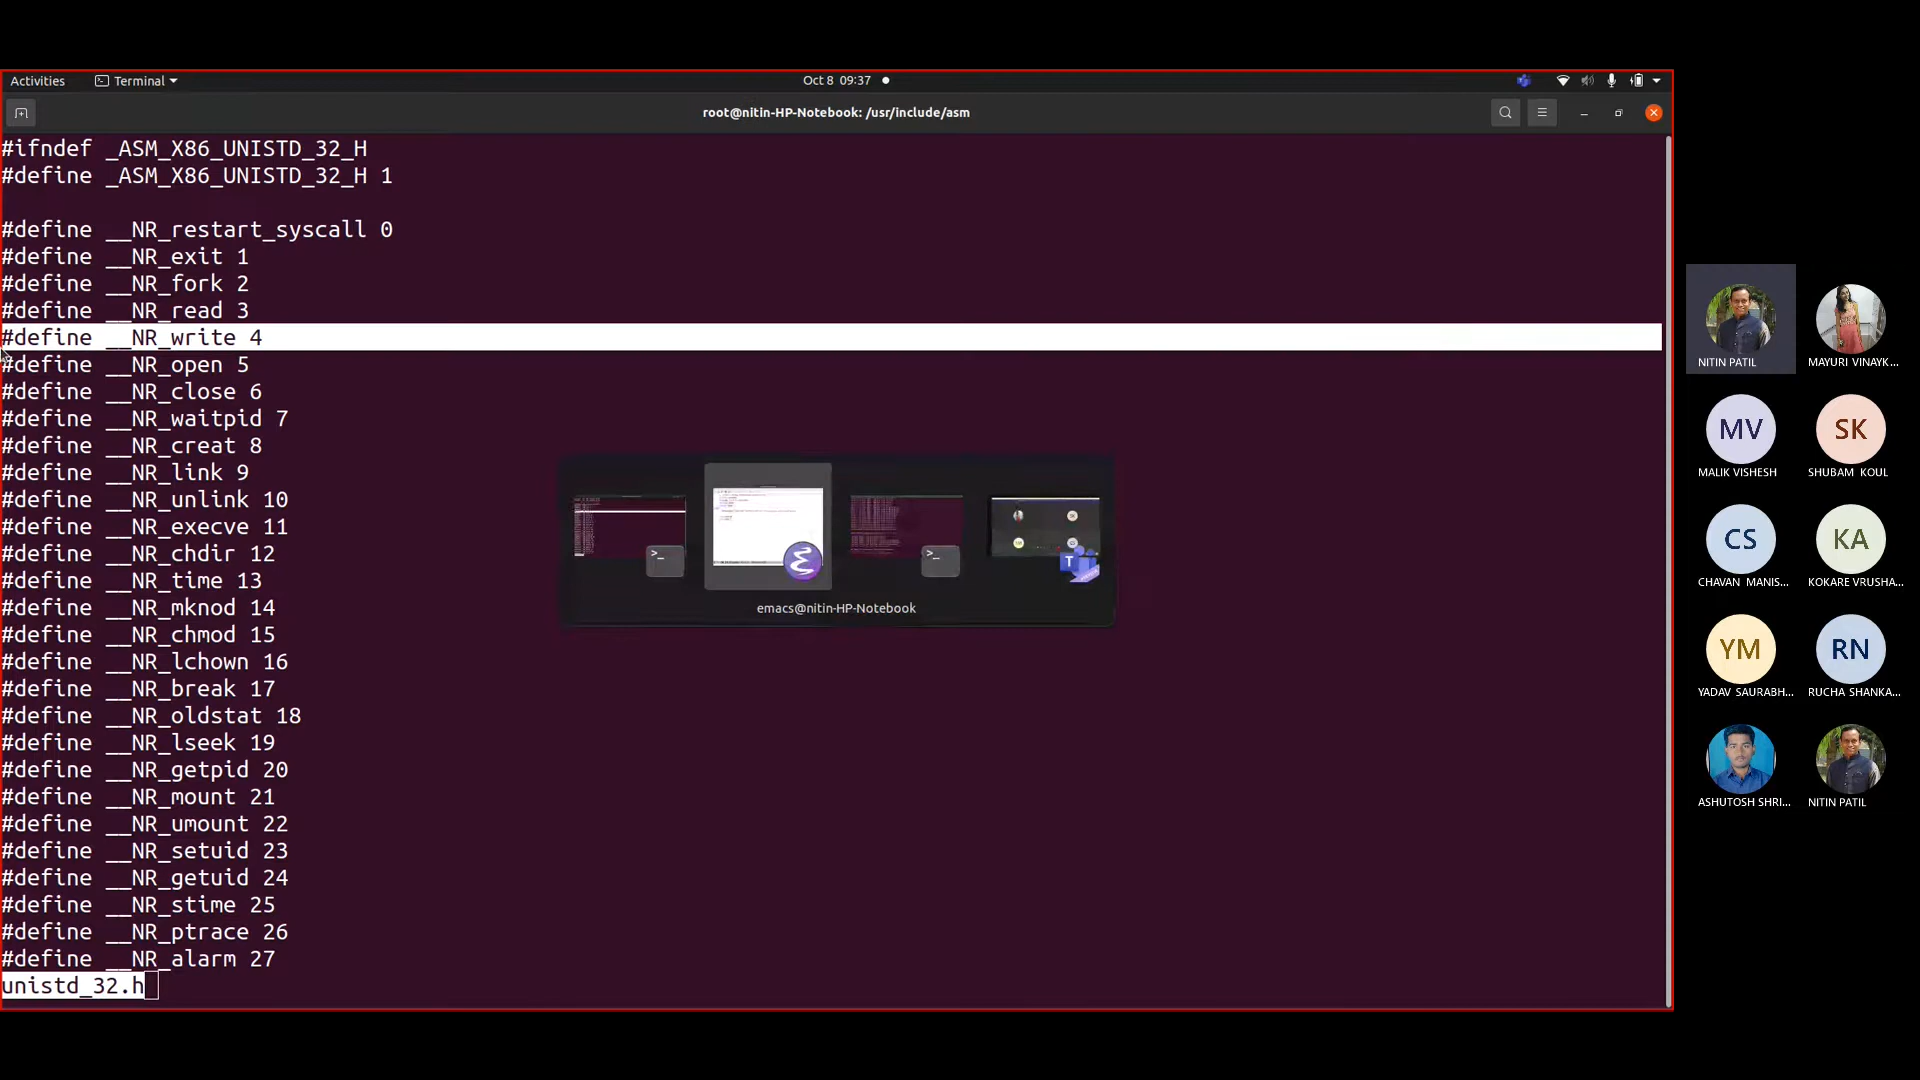 Activities
Terminal
Oct 8 09:37
root@nitin-HP-Notebook: /usr/include/asm
#ifndef _ASM_X86_UNISTD_32_H
#define _ASM_X86_UNISTD_32_H 1
#define __NR_restart_syscall 0
#define __NR_exit 1
#define __NR_fork 2
#define __NR_read 3
#define __NR_write 4
#define __NR_open 5
#define __NR_close 6
#define __NR_waitpid 7
#define __NR_creat 8
#define __NR_link 9
#define __NR_unlink 10
#define __NR_execve 11
#define __NR_chdir 12
#define __NR_time 13
#define __NR_mknod 14
#define __NR_chmod 15
#define __NR_lchown 16
#define __NR_break 17
#define __NR_oldstat 18
#define __NR_lseek 19
#define __NR_getpid 20
#define __NR_mount 21
#define __NR_umount 22
#define __NR_setuid 23
#define __NR_getuid 24
#define __NR_stime 25
#define __NR_ptrace 26
#define __NR_alarm 27
unistd_32.h
emacs@nitin-HP-Notebook
NITIN PATIL
MAYURI VINAYK...
MV
MALIK VISHESH
SK
SHUBAM KOUL
CS
CHAVAN MANIS...
KA
KOKARE VRUSHA...
YM
YADAV SAURABH...
RN
RUCHA SHANKA...
ASHUTOSH SHRI...
NITIN PATIL